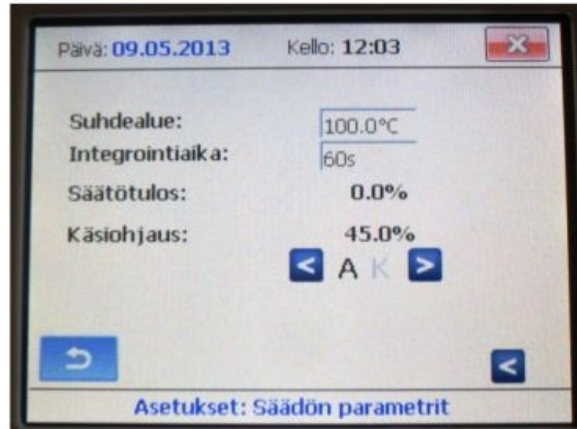 Päivä: 09.05.2013 Kello: 12:03
Suhdealue: 100.0°C
Integrointiaika: 60s
Säätötulos: 0.0%
Käsiohjaus: 45.0%
< A K >
<
Asetukset: Säädön parametrit